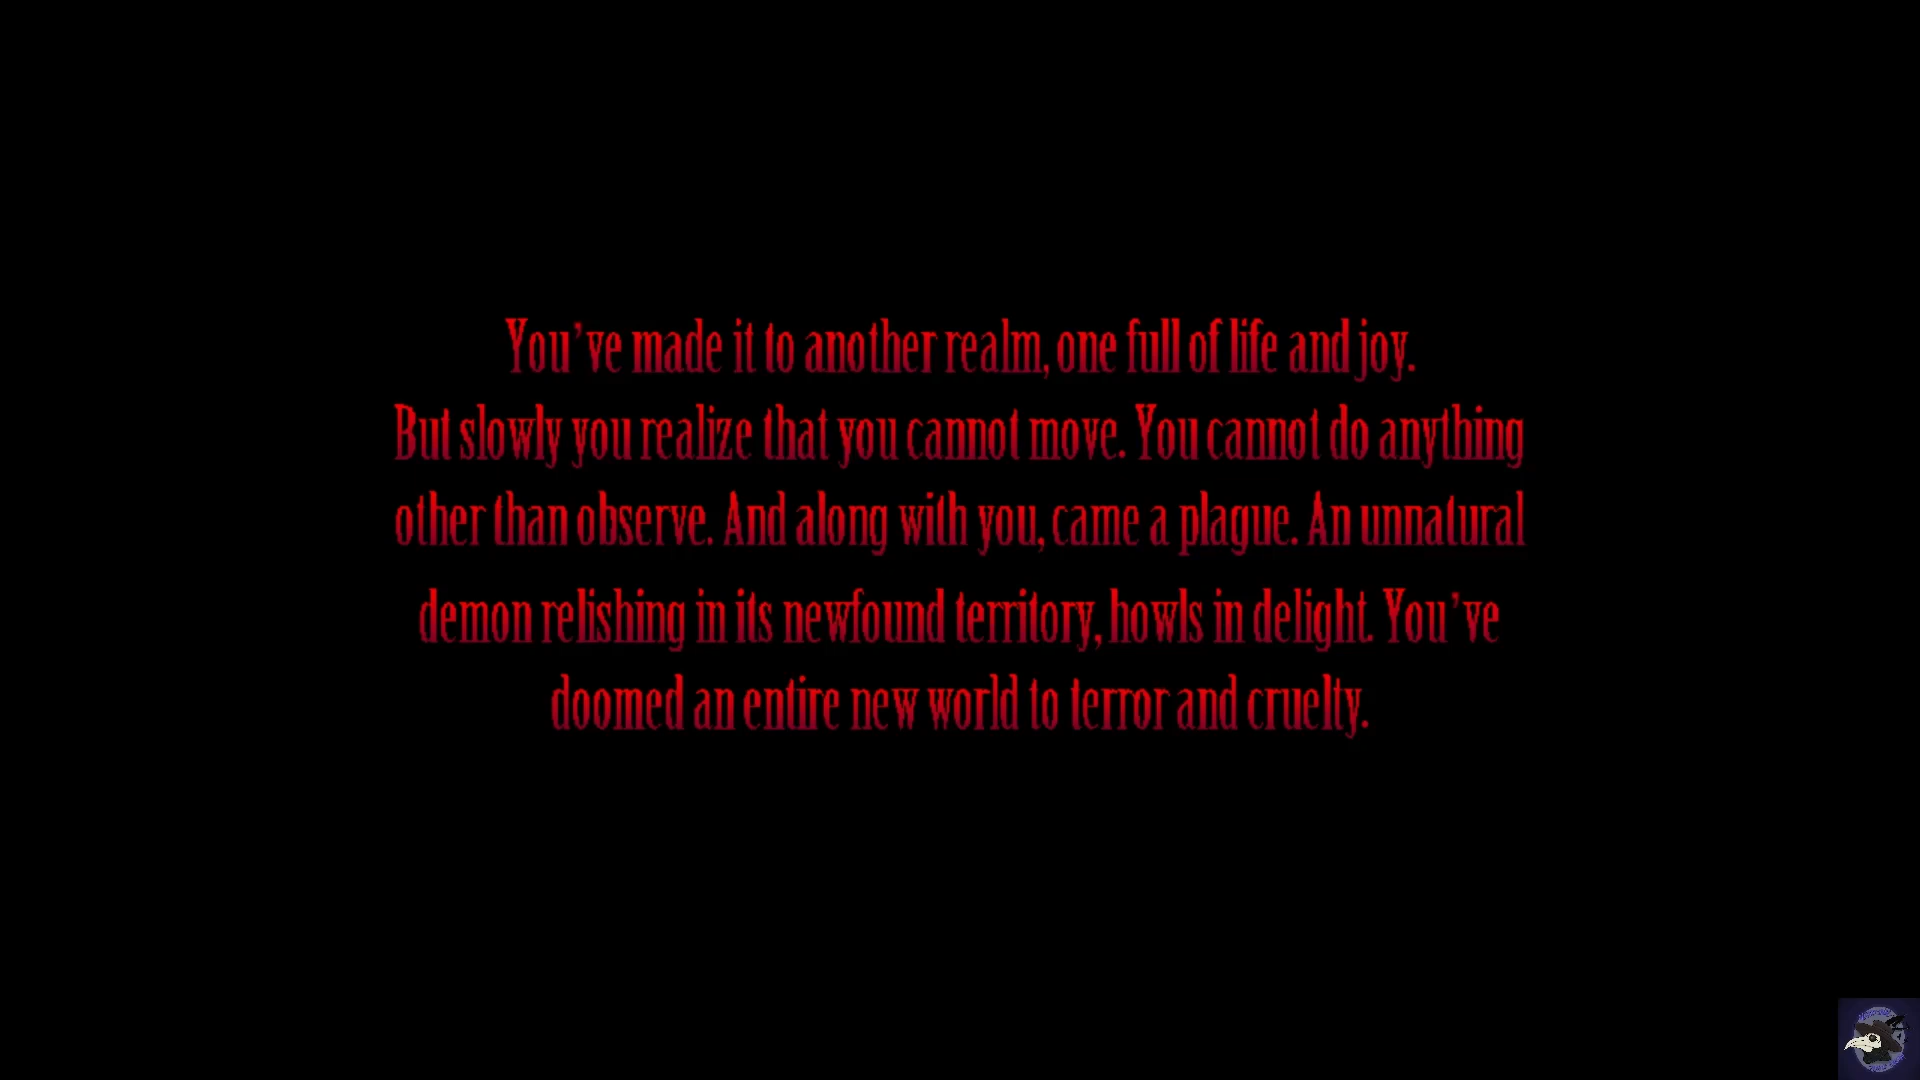 You’ve made it to another realm, one full of life and joy.
But slowly you realize that you cannot move. You cannot do anything
other than observe. And along with you, came a plague. An unnatural
demon relishing in its newfound territory, howls in delight. You’ve
doomed an entire new world to terror and cruelty.